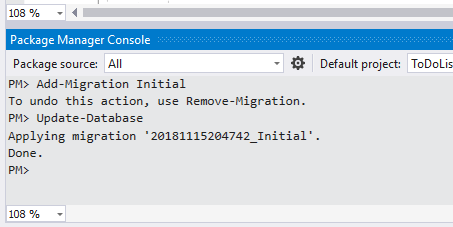 108 %
Package Manager Console
Package source: All Default project: ToDoLis
PM> Add-Migration Initial
To undo this action, use Remove-Migration.
PM> Update-Database
Applying migration '20181115204742_Initial'.
Done.
PM>
108 %